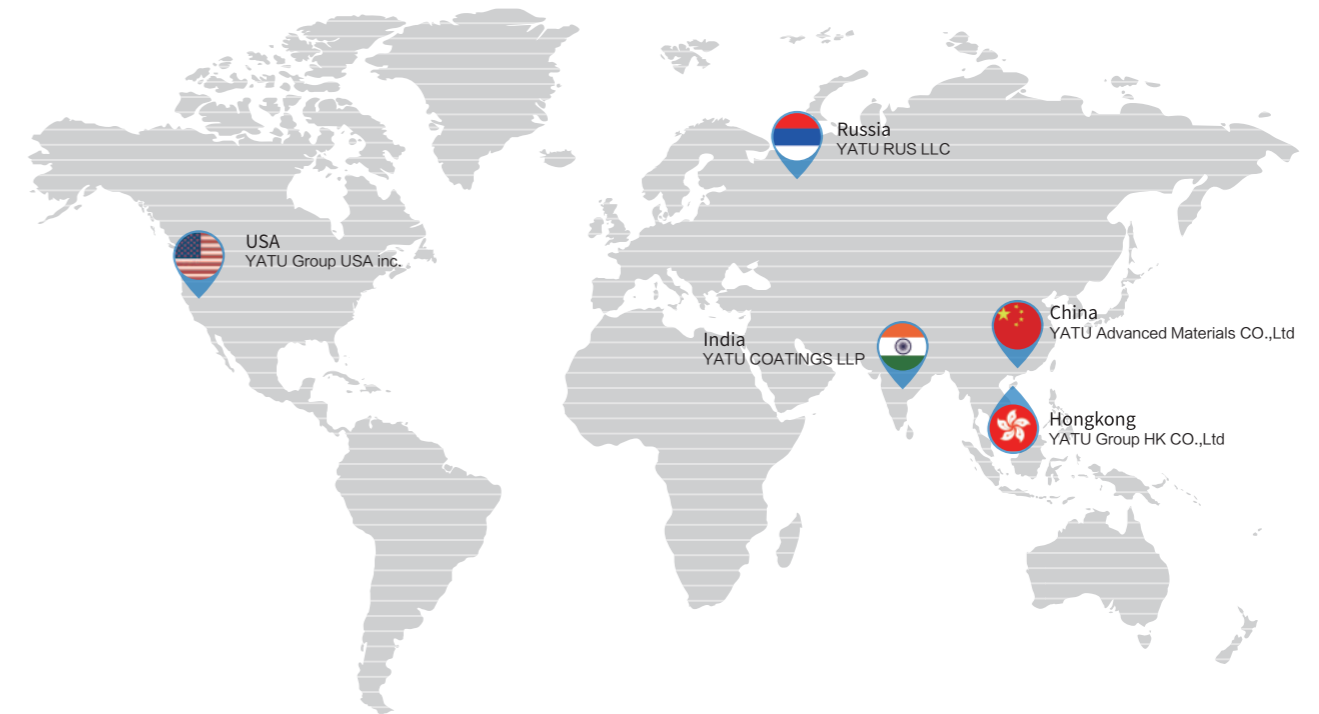 Russia
YATU RUS LLC
USA
YATU Group USA inc.
China
YATU Advanced Materials CO.,Ltd
India
YATU COATINGS LLP
Hongkong
YATU Group HK CO.,Ltd